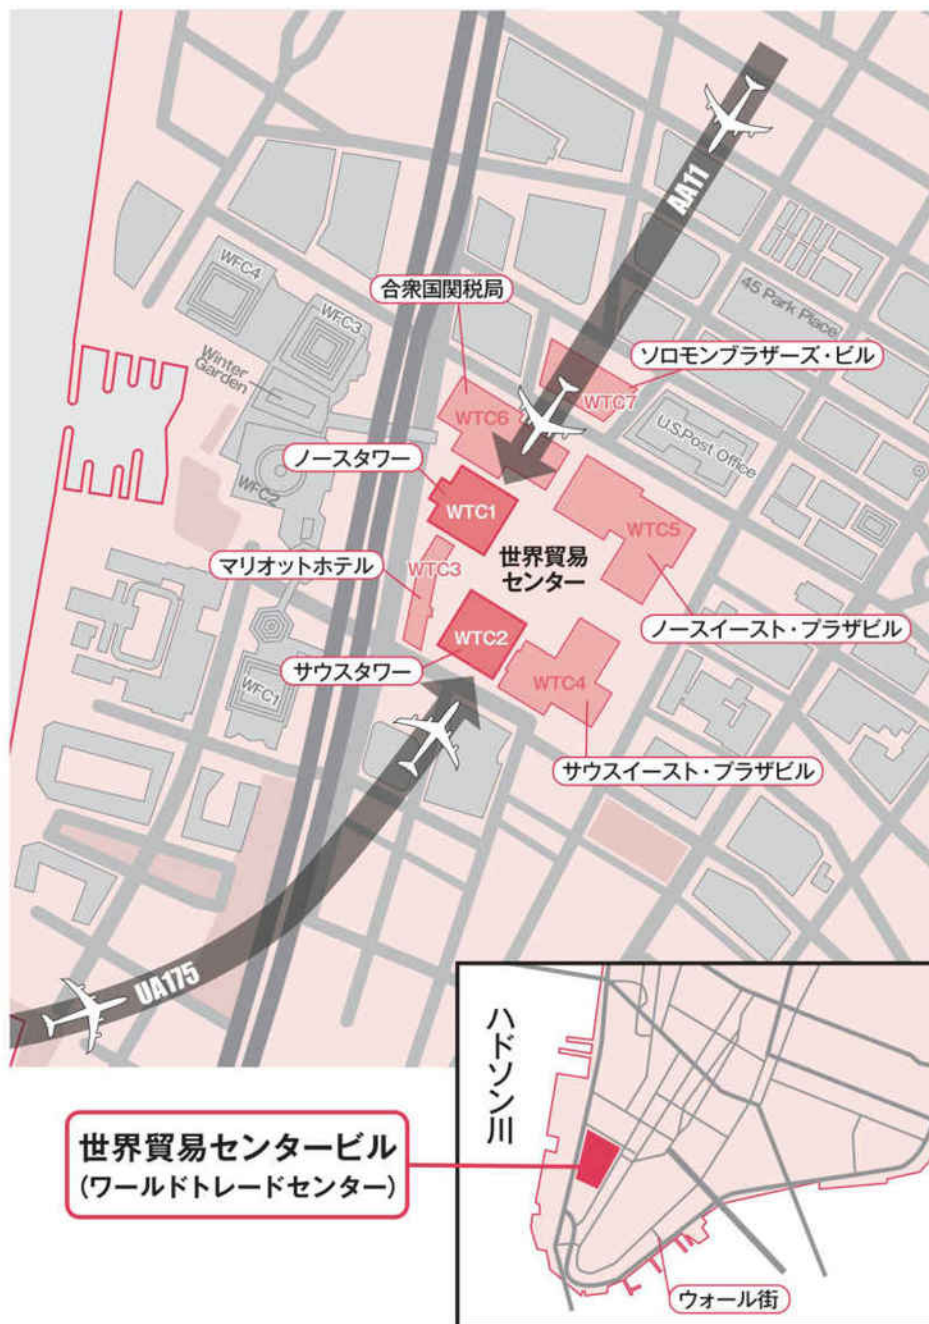 AA11
WFC4
合衆国関税局
45 Park Place
WFC3
Winter
Garden
ソロモンブラザーズ・ビル
WTC7
WTC6
U.S.Post Office
ノースタワー
WFC2
WTC1
WTC5
世界貿易
センター
マリオットホテル
WTC3
ノースイースト・プラザビル
WTC2
サウスタワー
WFC1
WTC4
サウスイースト・プラザビル
UA175
ハドソン川
世界貿易センタービル
(ワールドトレードセンター)
ウォール街